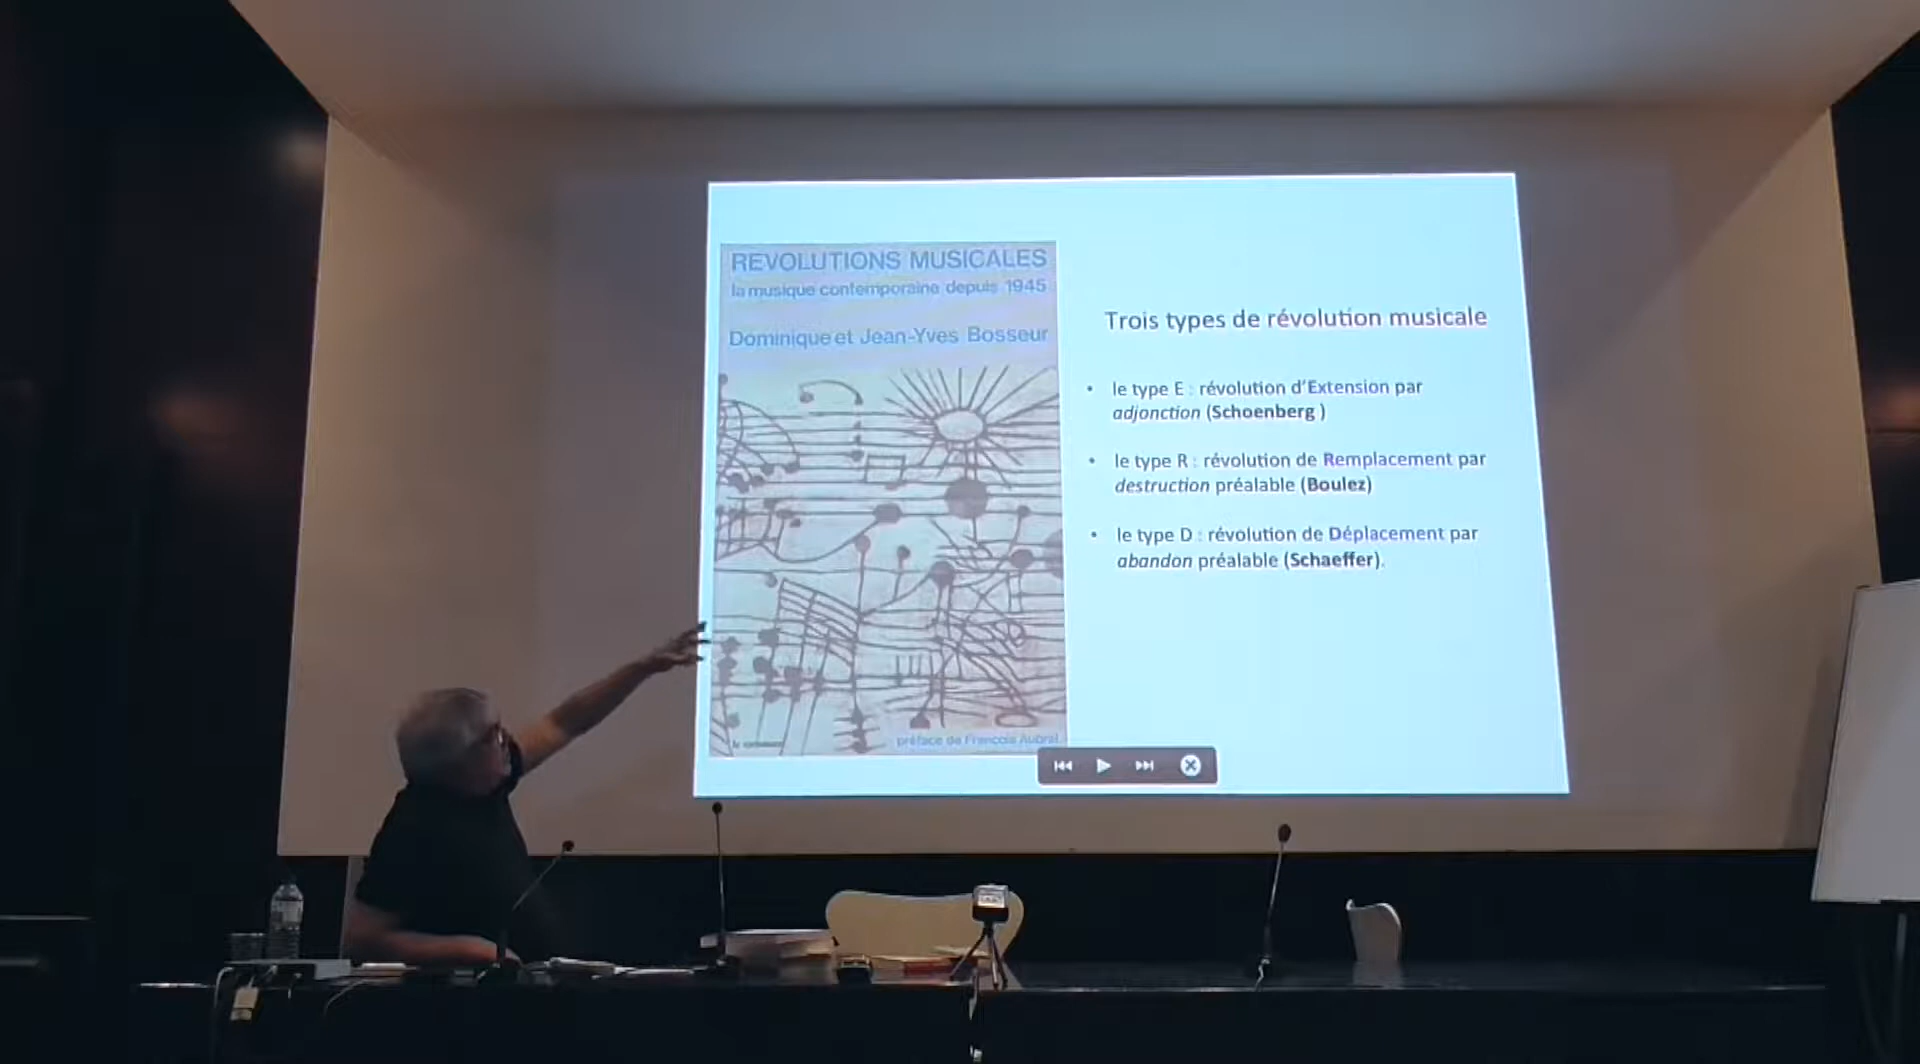 REVOLUTIONS MUSICALES
la musique contemporaine depuis 1945
Dominique et Jean-Yves Bosseur
préface de François Aubral
Trois types de révolution musicale
• le type E : révolution d'Extension par
adjonction (Schoenberg )
• le type R : révolution de Remplacement par
destruction préalable (Boulez)
• le type D : révolution de Déplacement par
abandon préalable (Schaeffer).